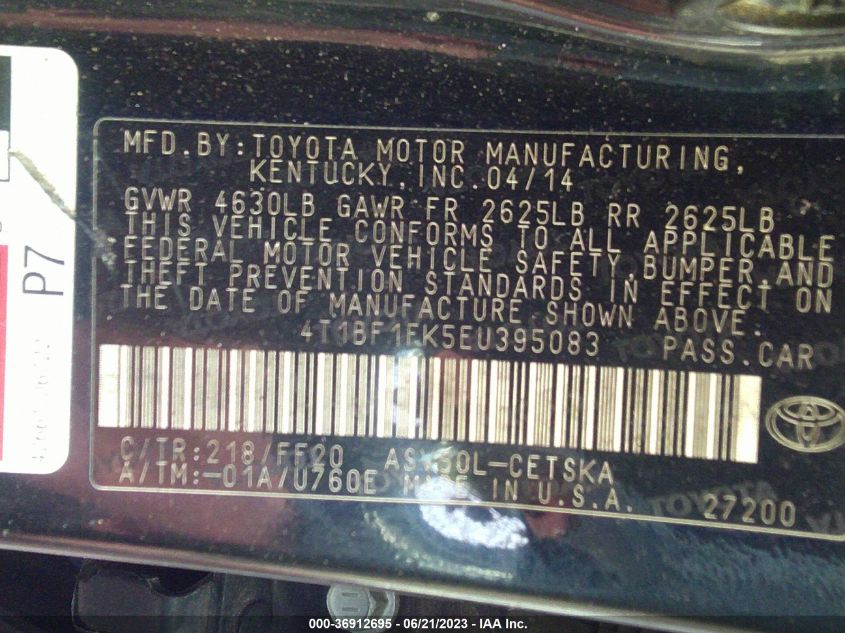 MFD.BY:TOYOTA MOTOR MANUFACTURING,
KENTUCKY, INC.04/14
GVWR 4630LB GAWR FR 2625LB RR 2625LB
THIS VEHICLE CONFORMS TO ALL APPLICABLE
FEDERAL MOTOR VEHICLE SAFETY,BUMPER,AND
THEFT PREVENTION STANDARDS IN EFFECT ON
THE DATE OF MANUFACTURE SHOWN ABOVE.
4T1BF1FK5EU395083 PASS.CAR
C/TR:218/FF20 ASV50L-CETSKA
A/TM:-01A/U760E MADE IN U.S.A. 27200
P7
TOYOTA
000-36912695 - 06/21/2023 - IAA Inc.